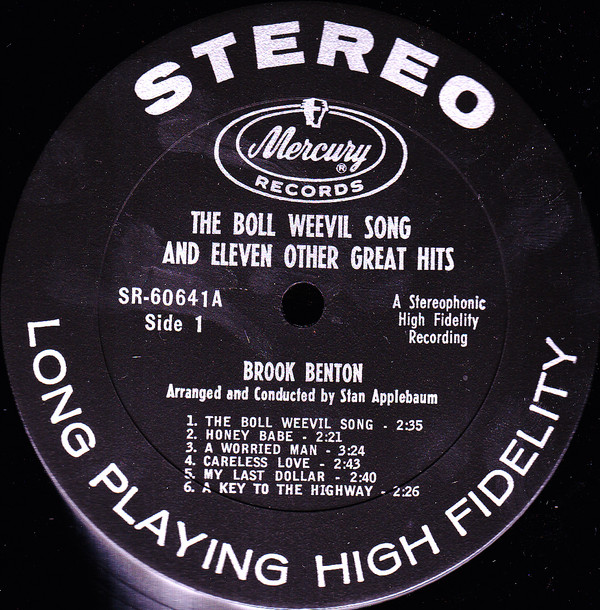 STEREO
Mercury
®
RECORDS
THE BOLL WEEVIL SONG
AND ELEVEN OTHER GREAT HITS
SR-60641A
Side 1
A Stereophonic
High Fidelity
Recording
BROOK BENTON
Arranged and Conducted by Stan Applebaum
1. THE BOLL WEEVIL SONG - 2:35
2. HONEY BABE - 2:21
3. A WORRIED MAN - 3:24
4. CARELESS LOVE - 2:43
5. MY LAST DOLLAR - 2:40
6. A KEY TO THE HIGHWAY - 2:26
LONG PLAYING HIGH FIDELITY